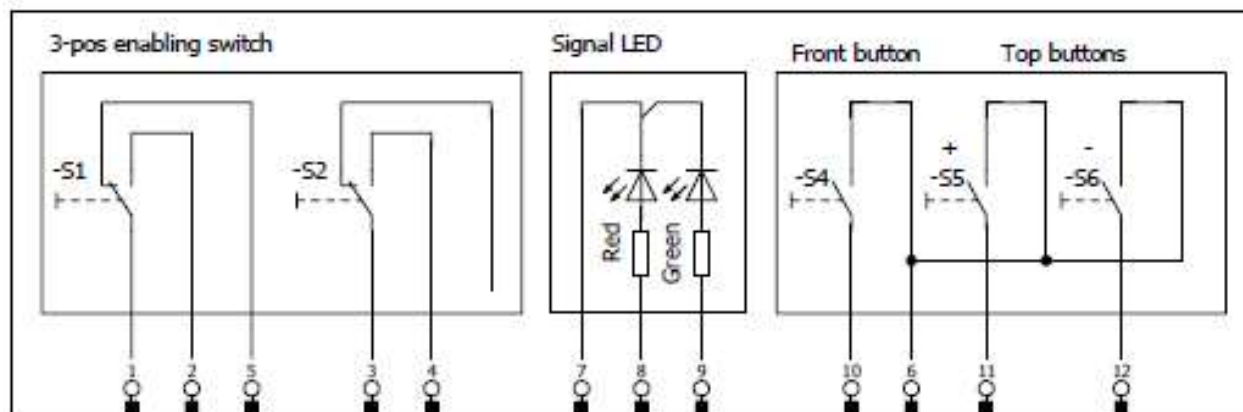 3-pos enabling switch
Signal LED
Front button
Top buttons
-S1
-S2
Red
Green
-S4
+
-S5
-
-S6
1
2
5
3
4
7
8
9
10
6
11
12